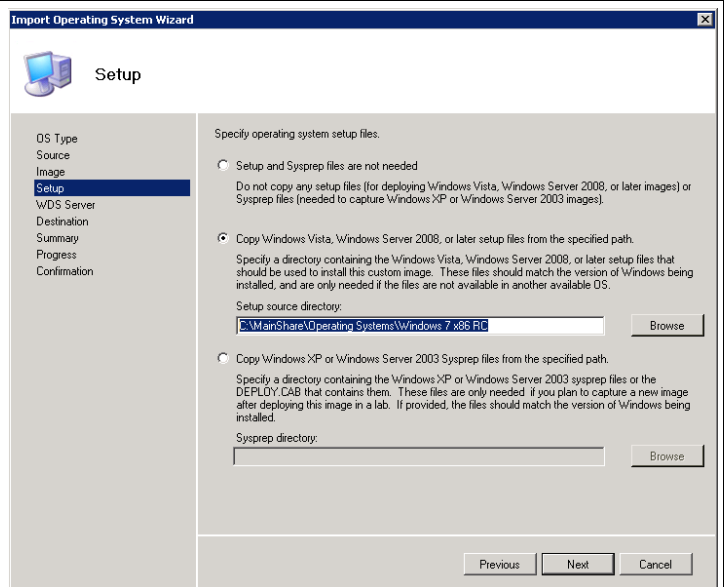 Import Operating System Wizard
Setup
OS Type
Source
Image
Setup
WDS Server
Destination
Summary
Progress
Confirmation
Specify operating system setup files.
Setup and Sysprep files are not needed
Do not copy any setup files (for deploying Windows Vista, Windows Server 2008, or later images) or
Sysprep files (needed to capture Windows XP or Windows Server 2003 images).
Copy Windows Vista, Windows Server 2008, or later setup files from the specified path.
Specify a directory containing the Windows Vista, Windows Server 2008, or later setup files that
should be used to install this custom image. These files should match the version of Windows being
installed, and are only needed if the files are not available in another available OS.
Setup source directory:
C:\MainShare\Operating Systems\Windows 7 x86 RC
Browse
Copy Windows XP or Windows Server 2003 Sysprep files from the specified path.
Specify a directory containing the Windows XP or Windows Server 2003 sysprep files or the
DEPLOY.CAB that contains them. These files are only needed if you plan to capture a new image
after deploying this image in a lab. If provided, the files should match the version of Windows being
installed.
Sysprep directory:
Browse
Previous
Next
Cancel